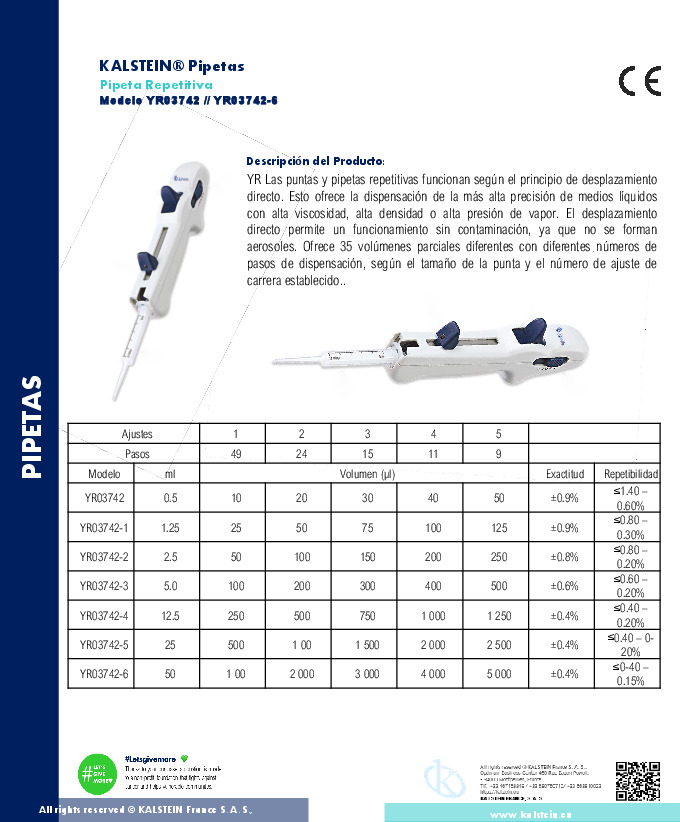 KALSTEIN® Pipetas
Pipeta Repetitiva
Modelo YR03742 // YR03742-6
CE
Descripción del Producto:
YR Las puntas y pipetas repetitivas funcionan según el principio de desplazamiento
directo. Esto ofrece la dispensación de la más alta precisión de medios líquidos
con alta viscosidad, alta densidad o alta presión de vapor. El desplazamiento
directo permite un funcionamiento sin contaminación, ya que no se forman
aerosoles. Ofrece 35 volúmenes parciales diferentes con diferentes números de
pasos de dispensación, según el tamaño de la punta y el número de ajuste de
carrera establecido..
PIPETAS
Ajustes 1 2 3 4 5
Pasos 49 24 15 11 9
Modelo ml Volumen (µl) Exactitud Repetibilidad
YR03742 0.5 10 20 30 40 50 ±0.9% ≤1.40 – 0.60%
YR03742-1 1.25 25 50 75 100 125 ±0.9% ≤0.80 – 0.30%
YR03742-2 2.5 50 100 150 200 250 ±0.8% ≤0.80 – 0.20%
YR03742-3 5.0 100 200 300 400 500 ±0.6% ≤0.60 – 0.20%
YR03742-4 12.5 250 500 750 1 000 1 250 ±0.4% ≤0.40 – 0.20%
YR03742-5 25 500 1 00 1 500 2 000 2 500 ±0.4% ≤0.40 – 0-20%
YR03742-6 50 1 00 2 000 3 000 4 000 5 000 ±0.4% ≤0-40 – 0.15%
#Letsgivemore
# LET'S
GIVE
MORE
All rights reserved © KALSTEIN France S. A. S.,
KALSTEIN FRANCE, S. A. S
All rights reserved © KALSTEIN France S. A. S.,
www.kalstein.eu